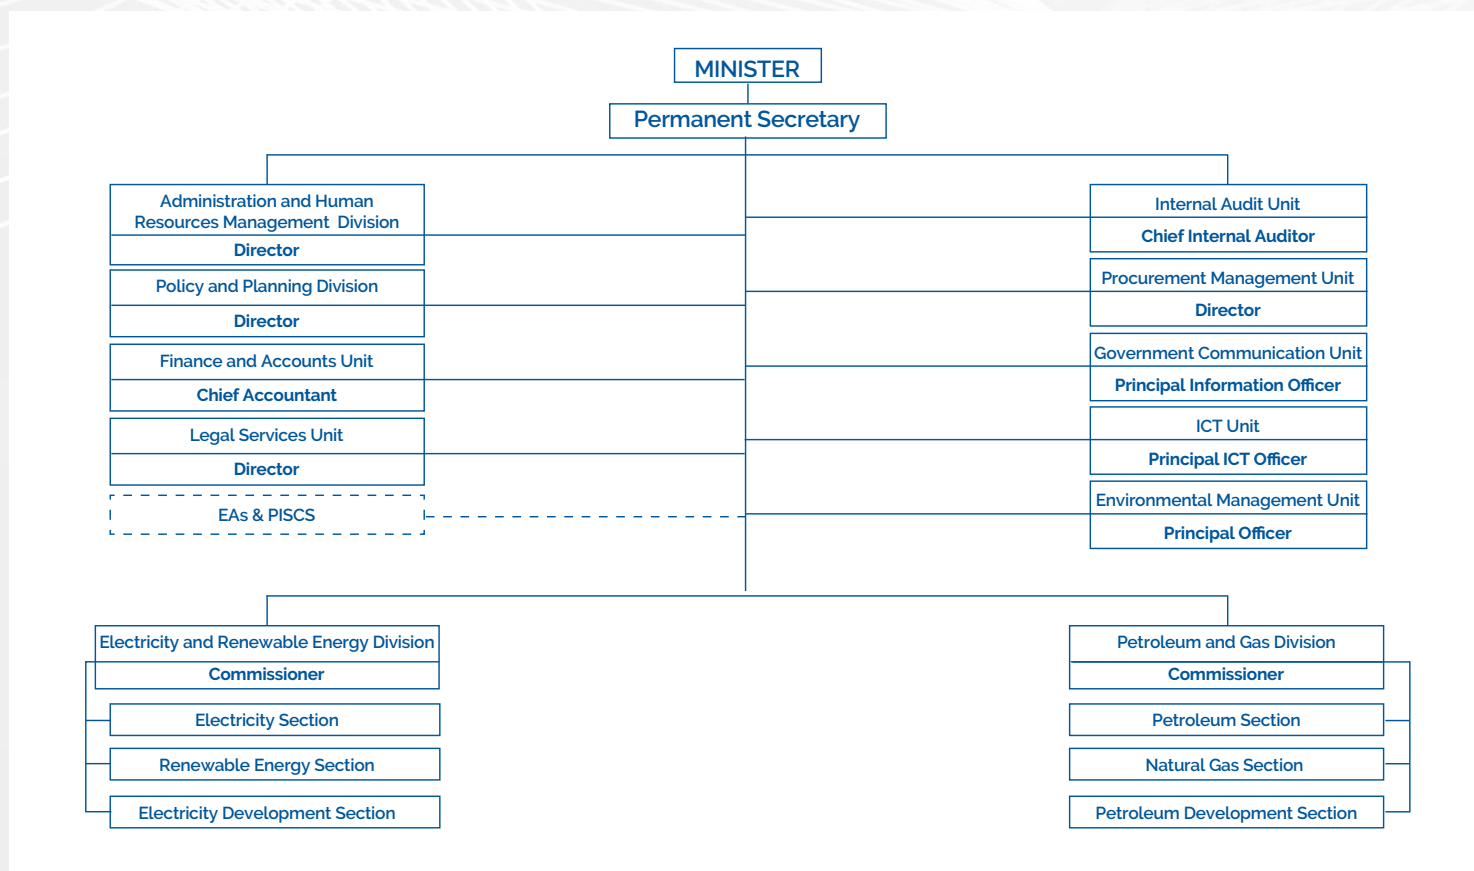 MINISTER
Permanent Secretary
Administration and Human
Resources Management Division
Director
Policy and Planning Division
Director
Finance and Accounts Unit
Chief Accountant
Legal Services Unit
Director
EAs & PISCS
Internal Audit Unit
Chief Internal Auditor
Procurement Management Unit
Director
Government Communication Unit
Principal Information Officer
ICT Unit
Principal ICT Officer
Environmental Management Unit
Principal Officer
Electricity and Renewable Energy Division
Commissioner
Electricity Section
Renewable Energy Section
Electricity Development Section
Petroleum and Gas Division
Commissioner
Petroleum Section
Natural Gas Section
Petroleum Development Section